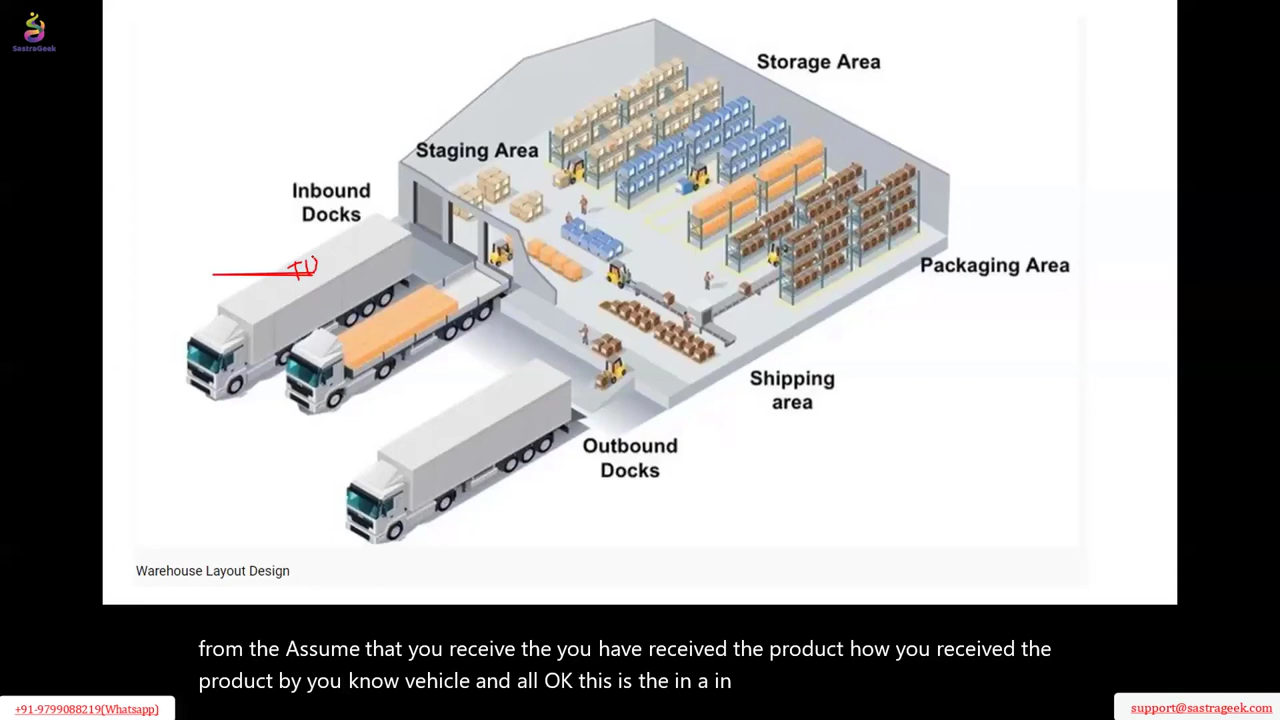 SastraGeek
Storage Area
Staging Area
Inbound
Docks
TU
Packaging Area
Shipping
area
Outbound
Docks
Warehouse Layout Design
from the Assume that you receive the you have received the product how you received the
product by you know vehicle and all OK this is the in a in
+91-9799088219(Whatsapp)
support@sastrageek.com